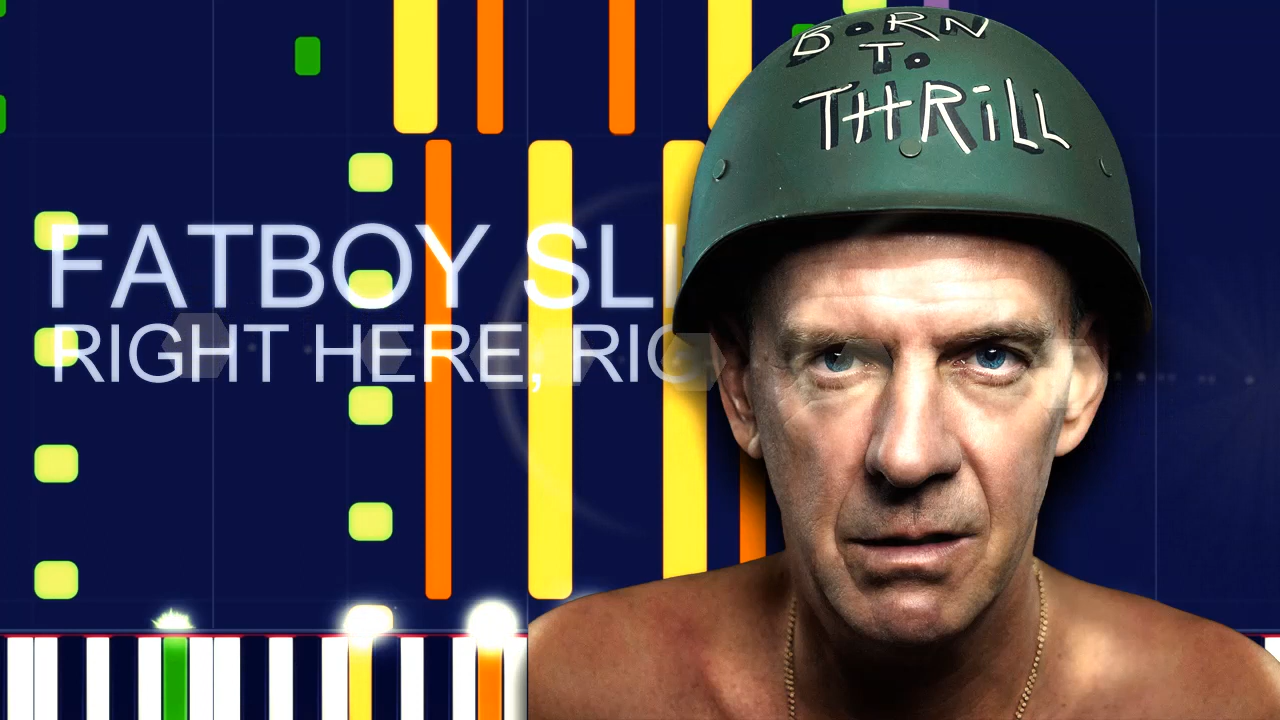 BORN
TO
THRILL
FATBOY SLI
RIGHT HERE, RIG